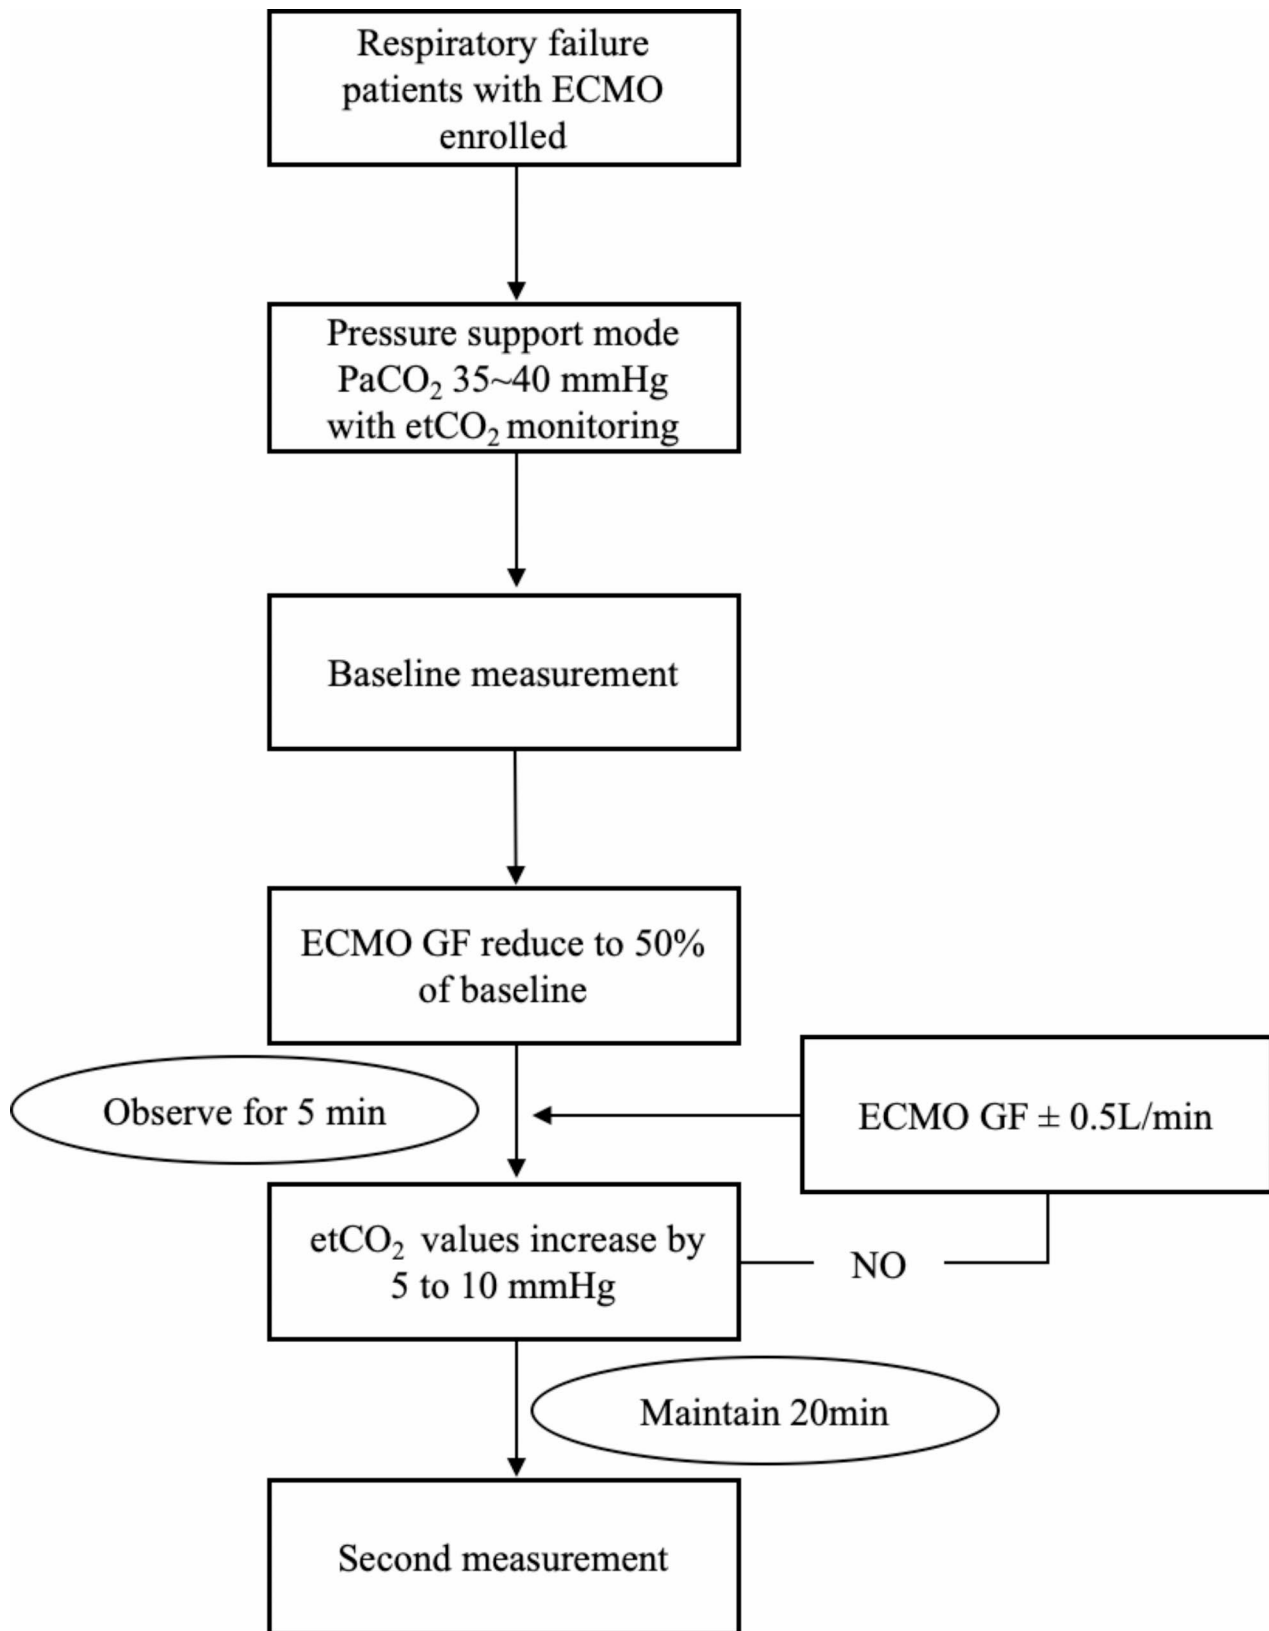 Respiratory failure
patients with ECMO
enrolled
Pressure support mode
PaCO₂ 35~40 mmHg
with etCO₂ monitoring
Baseline measurement
ECMO GF reduce to 50%
of baseline
Observe for 5 min
ECMO GF ± 0.5L/min
etCO₂ values increase by
5 to 10 mmHg
NO
Maintain 20min
Second measurement